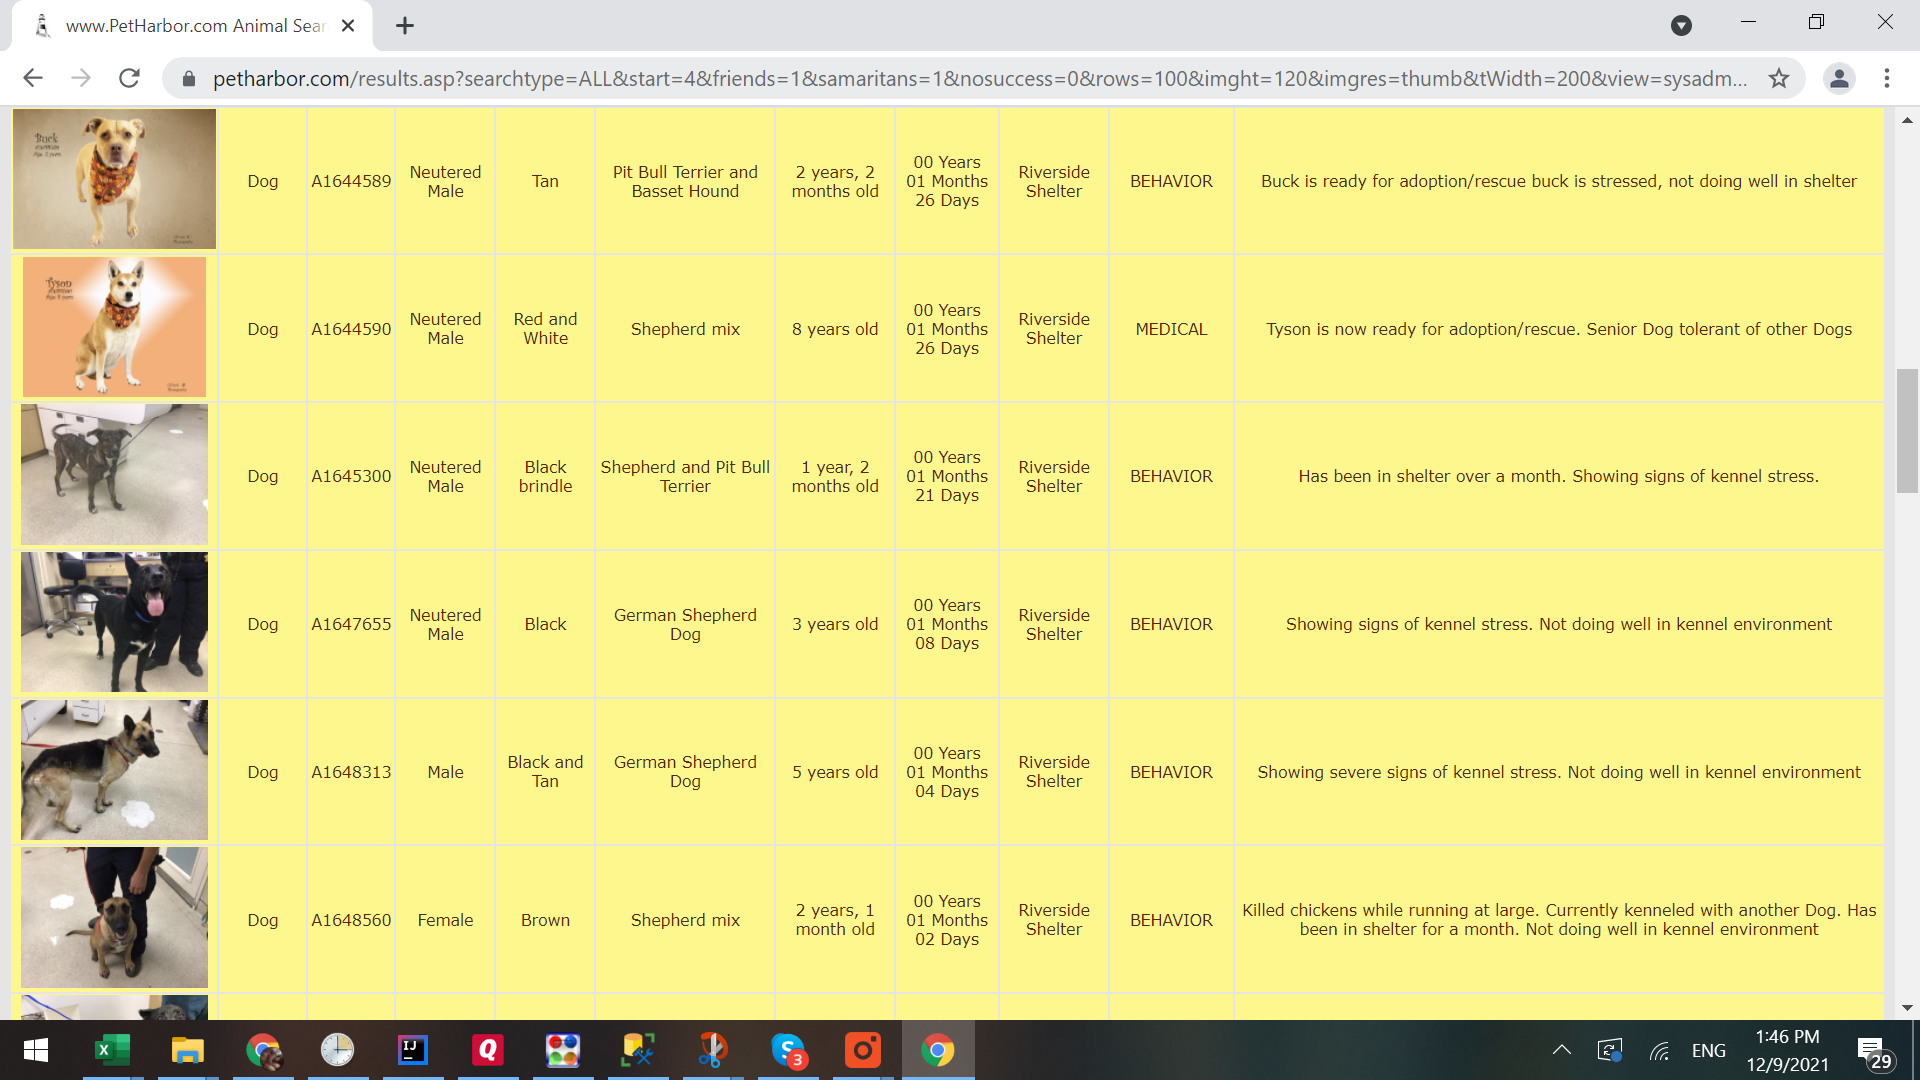 www.PetHarbor.com Animal Sear
petharbor.com/results.asp?searchtype=ALL&start=4&friends=1&samaritans=1&nosuccess=0&rows=100&imght=120&imgres=thumb&tWidth=200&view=sysadm...
Buck
Dog
A1644589
Neutered
Male
Tan
Pit Bull Terrier and
Basset Hound
2 years, 2
months old
00 Years
01 Months
26 Days
Riverside
Shelter
BEHAVIOR
Buck is ready for adoption/rescue buck is stressed, not doing well in shelter
Tyson
Dog
A1644590
Neutered
Male
Red and
White
Shepherd mix
8 years old
00 Years
01 Months
26 Days
Riverside
Shelter
MEDICAL
Tyson is now ready for adoption/rescue. Senior Dog tolerant of other Dogs
Dog
A1645300
Neutered
Male
Black
brindle
Shepherd and Pit Bull
Terrier
1 year, 2
months old
00 Years
01 Months
21 Days
Riverside
Shelter
BEHAVIOR
Has been in shelter over a month. Showing signs of kennel stress.
Dog
A1647655
Neutered
Male
Black
German Shepherd
Dog
3 years old
00 Years
01 Months
08 Days
Riverside
Shelter
BEHAVIOR
Showing signs of kennel stress. Not doing well in kennel environment
Dog
A1648313
Male
Black and
Tan
German Shepherd
Dog
5 years old
00 Years
01 Months
04 Days
Riverside
Shelter
BEHAVIOR
Showing severe signs of kennel stress. Not doing well in kennel environment
Dog
A1648560
Female
Brown
Shepherd mix
2 years, 1
month old
00 Years
01 Months
02 Days
Riverside
Shelter
BEHAVIOR
Killed chickens while running at large. Currently kenneled with another Dog. Has
been in shelter for a month. Not doing well in kennel environment
X
IJ
Q
S
3
ENG
1:46 PM
12/9/2021
29